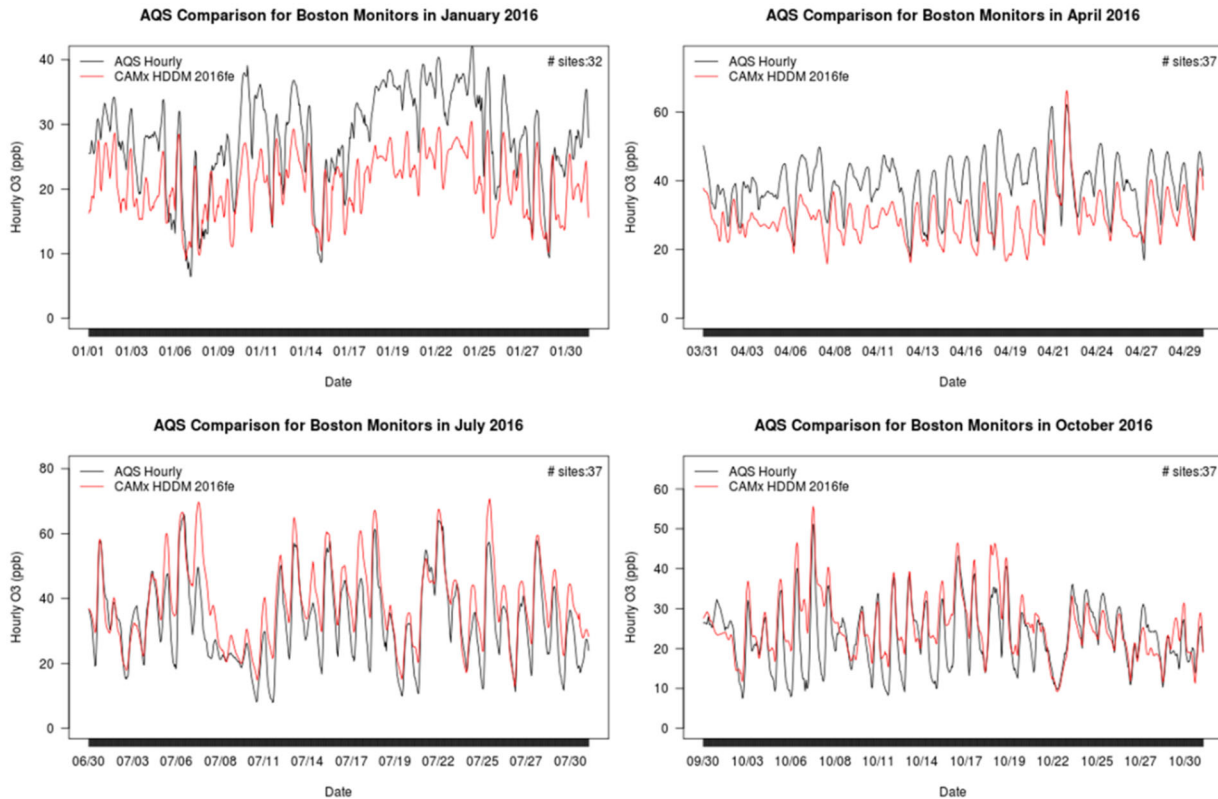 AQS Comparison for Boston Monitors in January 2016
AQS Hourly
CAMx HDDM 2016fe
# sites:32
Hourly O3 (ppb)
40
30
20
10
0
01/01 01/03 01/06 01/09 01/11 01/14 01/17 01/19 01/22 01/25 01/27 01/30
Date
AQS Comparison for Boston Monitors in April 2016
AQS Hourly
CAMx HDDM 2016fe
# sites:37
Hourly O3 (ppb)
60
40
20
0
03/31 04/03 04/06 04/08 04/11 04/13 04/16 04/19 04/21 04/24 04/27 04/29
Date
AQS Comparison for Boston Monitors in July 2016
AQS Hourly
CAMx HDDM 2016fe
# sites:37
Hourly O3 (ppb)
80
60
40
20
0
06/30 07/03 07/06 07/08 07/11 07/14 07/17 07/19 07/22 07/25 07/27 07/30
Date
AQS Comparison for Boston Monitors in October 2016
AQS Hourly
CAMx HDDM 2016fe
# sites:37
Hourly O3 (ppb)
60
50
40
30
20
10
0
09/30 10/03 10/06 10/08 10/11 10/14 10/17 10/19 10/22 10/25 10/27 10/30
Date